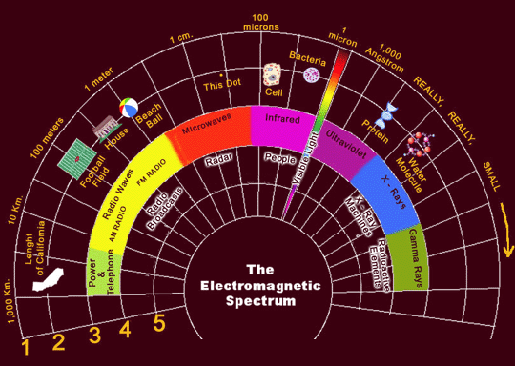 100
microns
1 cm.
1
micron
1,000
Angstrom
1 meter
REALLY,
REALLY,
SMALL
100 meters
10 Km.
1,000 Km.
Lenght
of California
Football
Field
House
Beach
Ball
This Dot
Cell
Bacteria
Protein
Water
Molecule
Power
&
Telephone
Radio Waves
AM RADIO
FM RADIO
Microwaves
Infrared
Visible Light
Ultraviolet
X - Rays
Gamma Rays
Radio
Broadcast
Radar
People
X-Ray
Machines
Radioactive
Elements
The
Electromagnetic
Spectrum
1
2
3
4
5